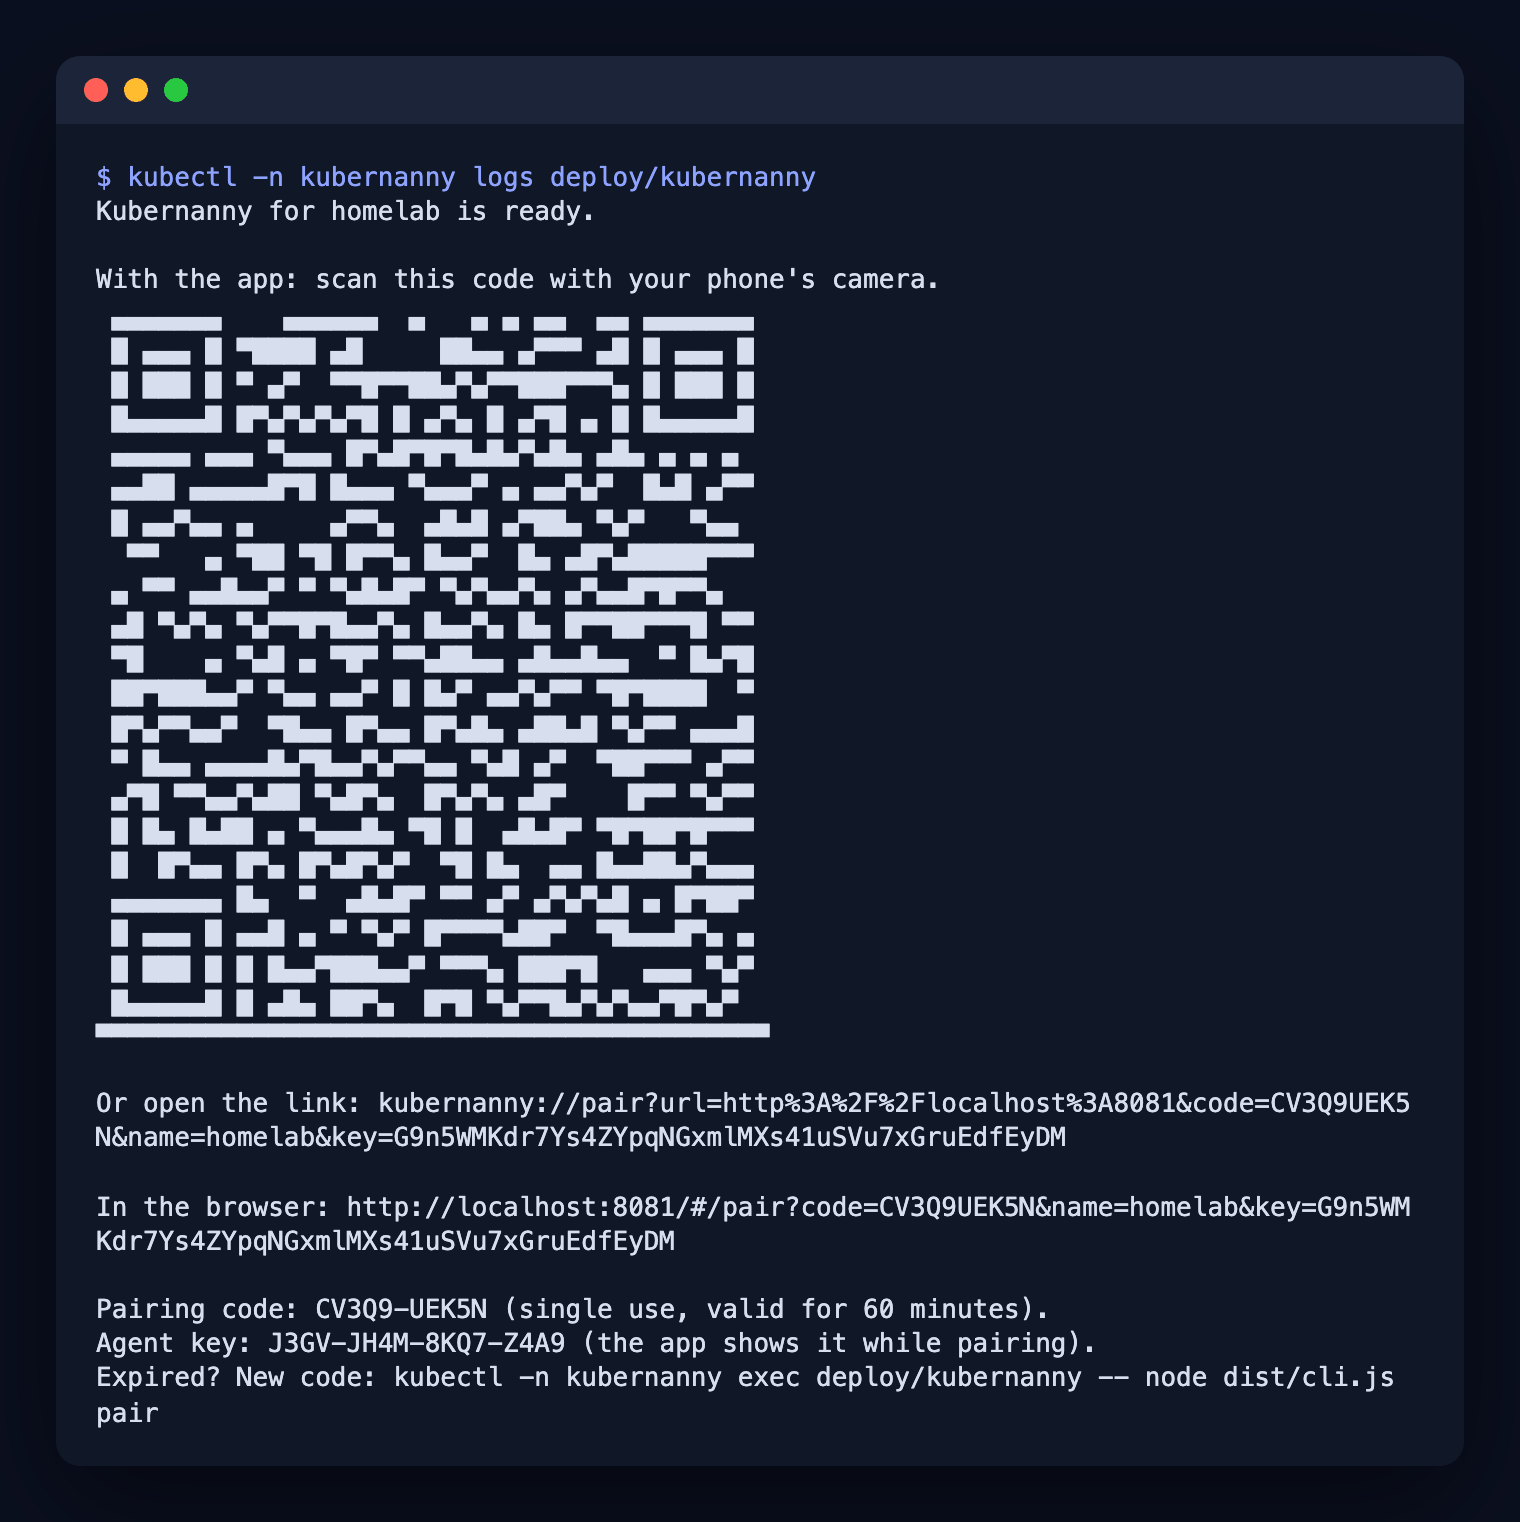 $ kubectl -n kubernanny logs deploy/kubernanny
Kubernanny for homelab is ready.
With the app: scan this code with your phone's camera.
Or open the link: kubernanny://pair?url=http%3A%2F%2Flocalhost%3A8081&code=CV3Q9UEK5
N&name=homelab&key=G9n5WMKdr7Ys4ZYpqNGxmlMXs41uSVu7xGruEdfEyDM
In the browser: http://localhost:8081/#/pair?code=CV3Q9UEK5N&name=homelab&key=G9n5WM
Kdr7Ys4ZYpqNGxmlMXs41uSVu7xGruEdfEyDM
Pairing code: CV3Q9-UEK5N (single use, valid for 60 minutes).
Agent key: J3GV-JH4M-8KQ7-Z4A9 (the app shows it while pairing).
Expired? New code: kubectl -n kubernanny exec deploy/kubernanny -- node dist/cli.js
pair